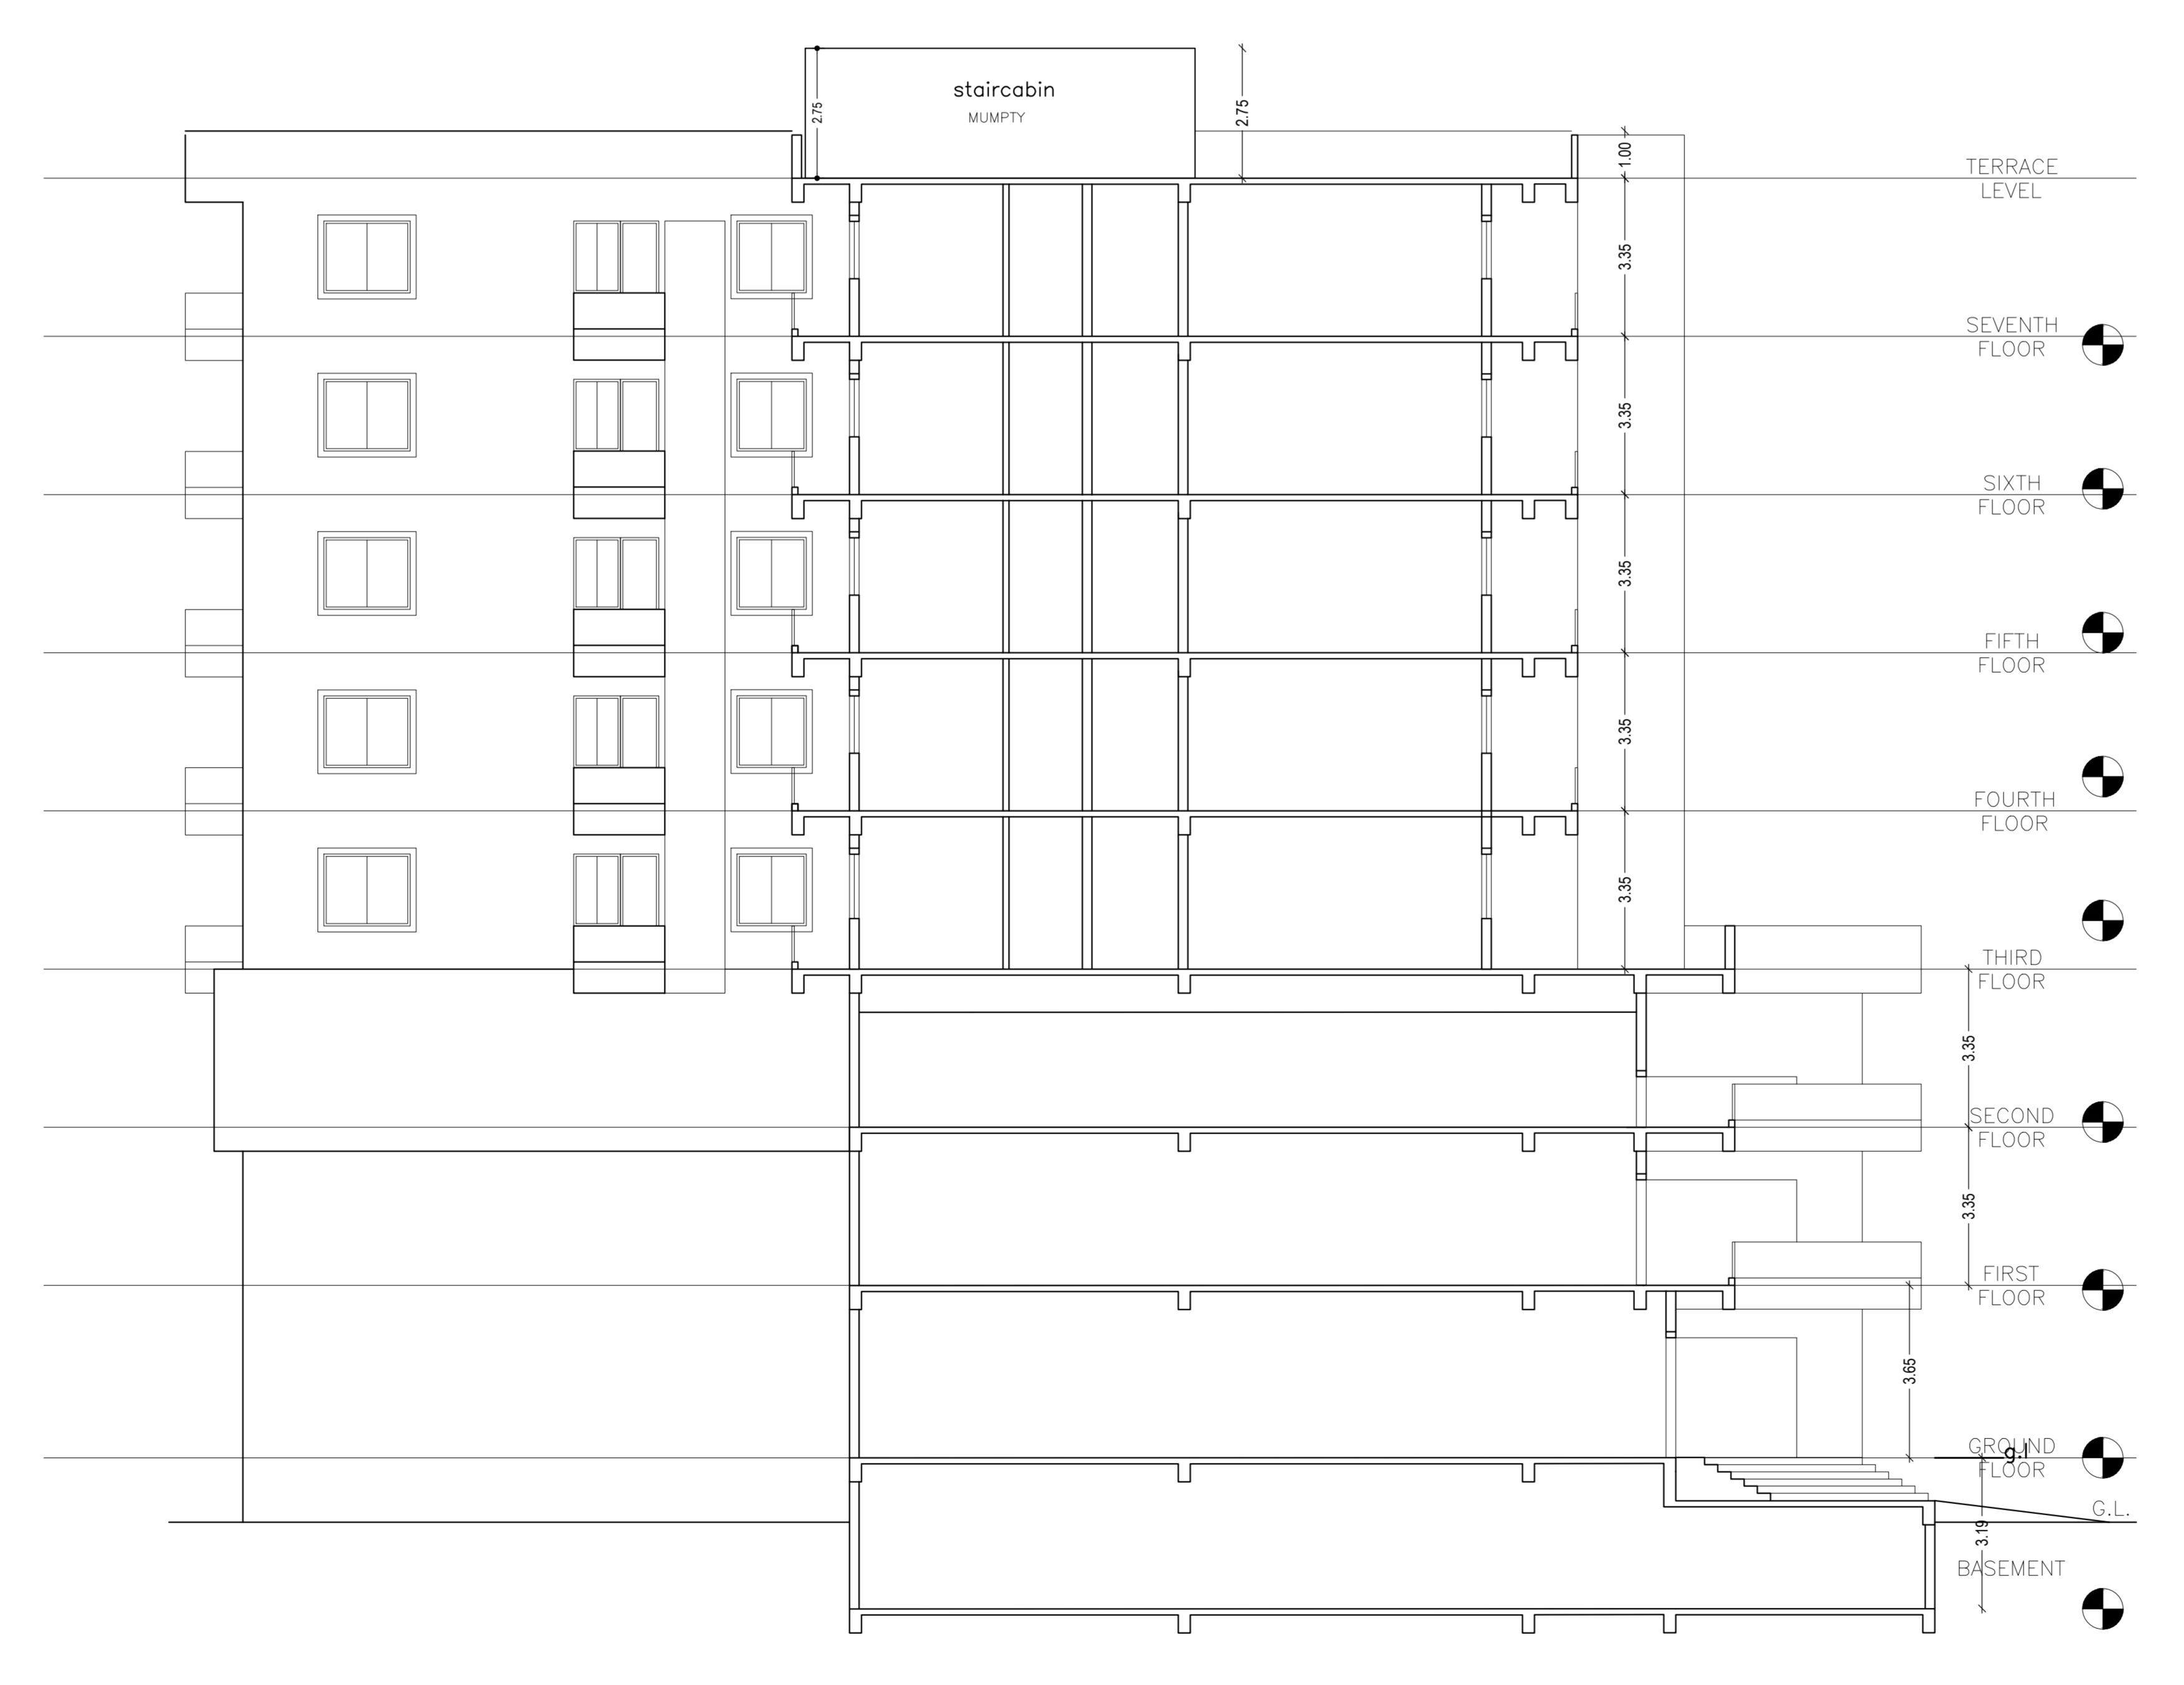 staircabin
MUMPTY
2.75
2.75
1.00
TERRACE
LEVEL
3.35
SEVENTH
FLOOR
3.35
SIXTH
FLOOR
3.35
FIFTH
FLOOR
3.35
FOURTH
FLOOR
3.35
THIRD
FLOOR
3.35
SECOND
FLOOR
3.35
FIRST
FLOOR
3.65
GROUND
FLOOR
g.l
G.L.
3.19
BASEMENT